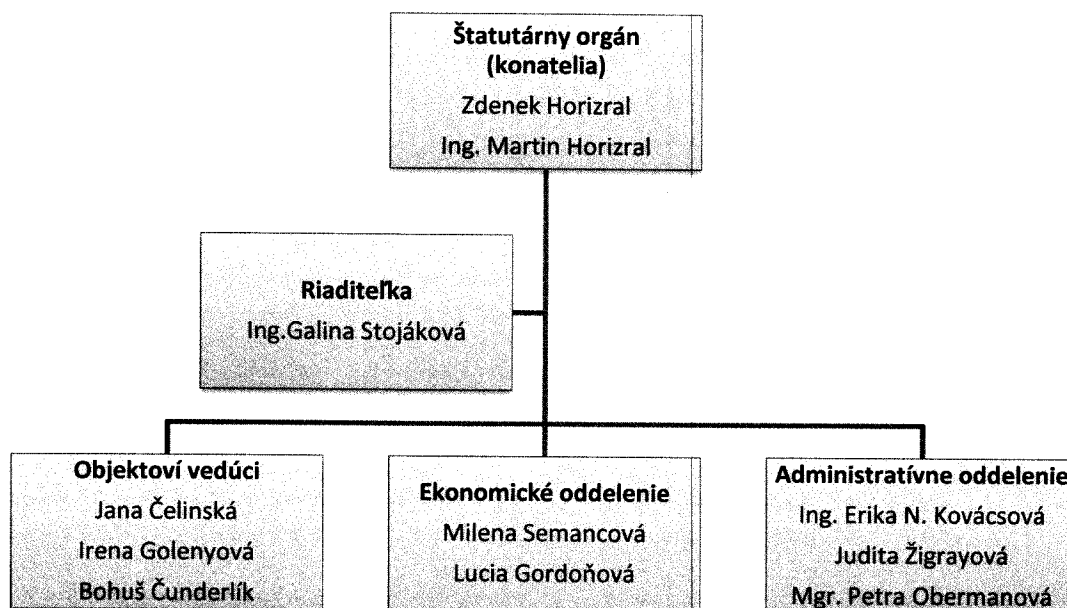 Štatutárny orgán
(konatelia)
Zdenek Horizral
Ing. Martin Horizral
Riaditeľka
Ing.Galina Stojáková
Objektoví vedúci
Jana Čelinská
Irena Golenyová
Bohuš Čunderlík
Ekonomické oddelenie
Milena Semancová
Lucia Gordoňová
Administratívne oddelenie
Ing. Erika N. Kovácsová
Judita Žigrayová
Mgr. Petra Obermanová